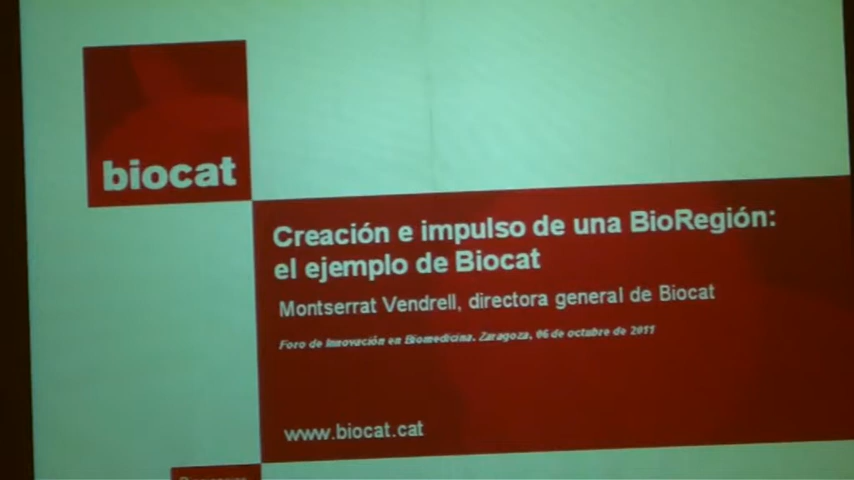 biocat
Creación e impulso de una BioRegión:
el ejemplo de Biocat
Montserrat Vendrell, directora general de Biocat
Foro de Innovación en Biomedicina. Zaragoza, 06 de octubre de 2011
www.biocat.cat